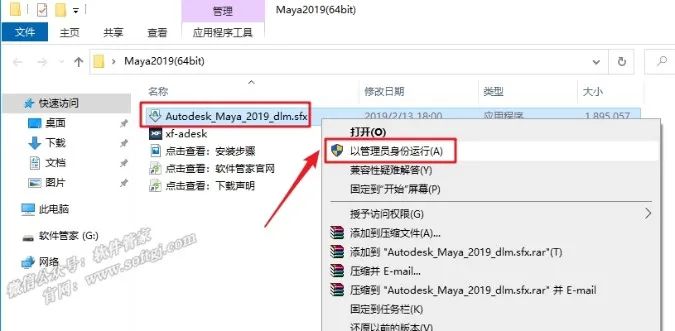 管理
Maya2019(64bit)
文件
主页
共享
查看
应用程序工具
Maya2019(64bit)
名称
修改日期
类型
大小
快速访问
桌面
下载
文档
图片
此电脑
软件管家 (G:)
网络
Autodesk_Maya_2019_dlm.sfx
2019/2/13 18:00
应用程序
1,895,057
xf-adesk
点击查看：安装步骤
点击查看：软件管家官网
点击查看：下载声明
打开(O)
以管理员身份运行(A)
兼容性疑难解答(Y)
固定到"开始"屏幕(P)
授予访问权限(G)
添加到压缩文件(A)...
添加到 "Autodesk_Maya_2019_dlm.sfx.rar"(T)
压缩并 E-mail...
压缩到 "Autodesk_Maya_2019_dlm.sfx.rar" 并 E-mail
固定到任务栏(K)
还原以前的版本(V)
微信公众号：软件管家
官网：www.softgj.com